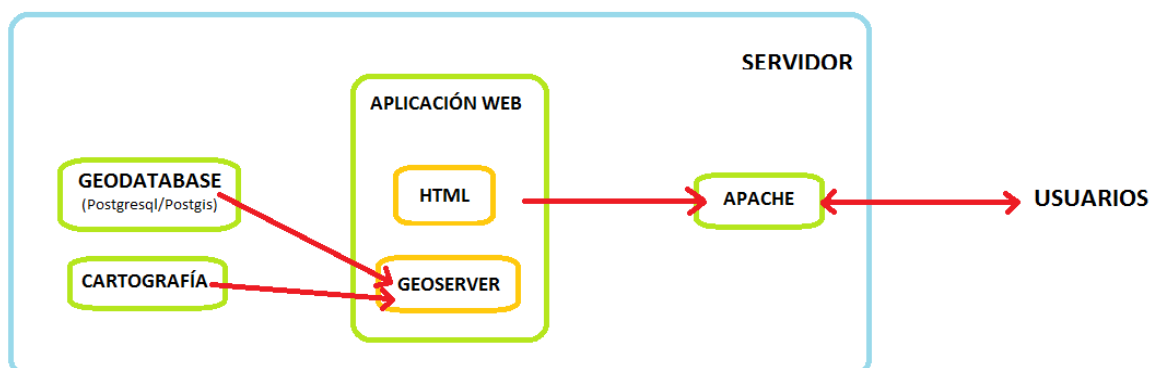 SERVIDOR
APLICACIÓN WEB
GEODATABASE
(Postgresql/Postgis)
HTML
APACHE
USUARIOS
CARTOGRAFÍA
GEOSERVER